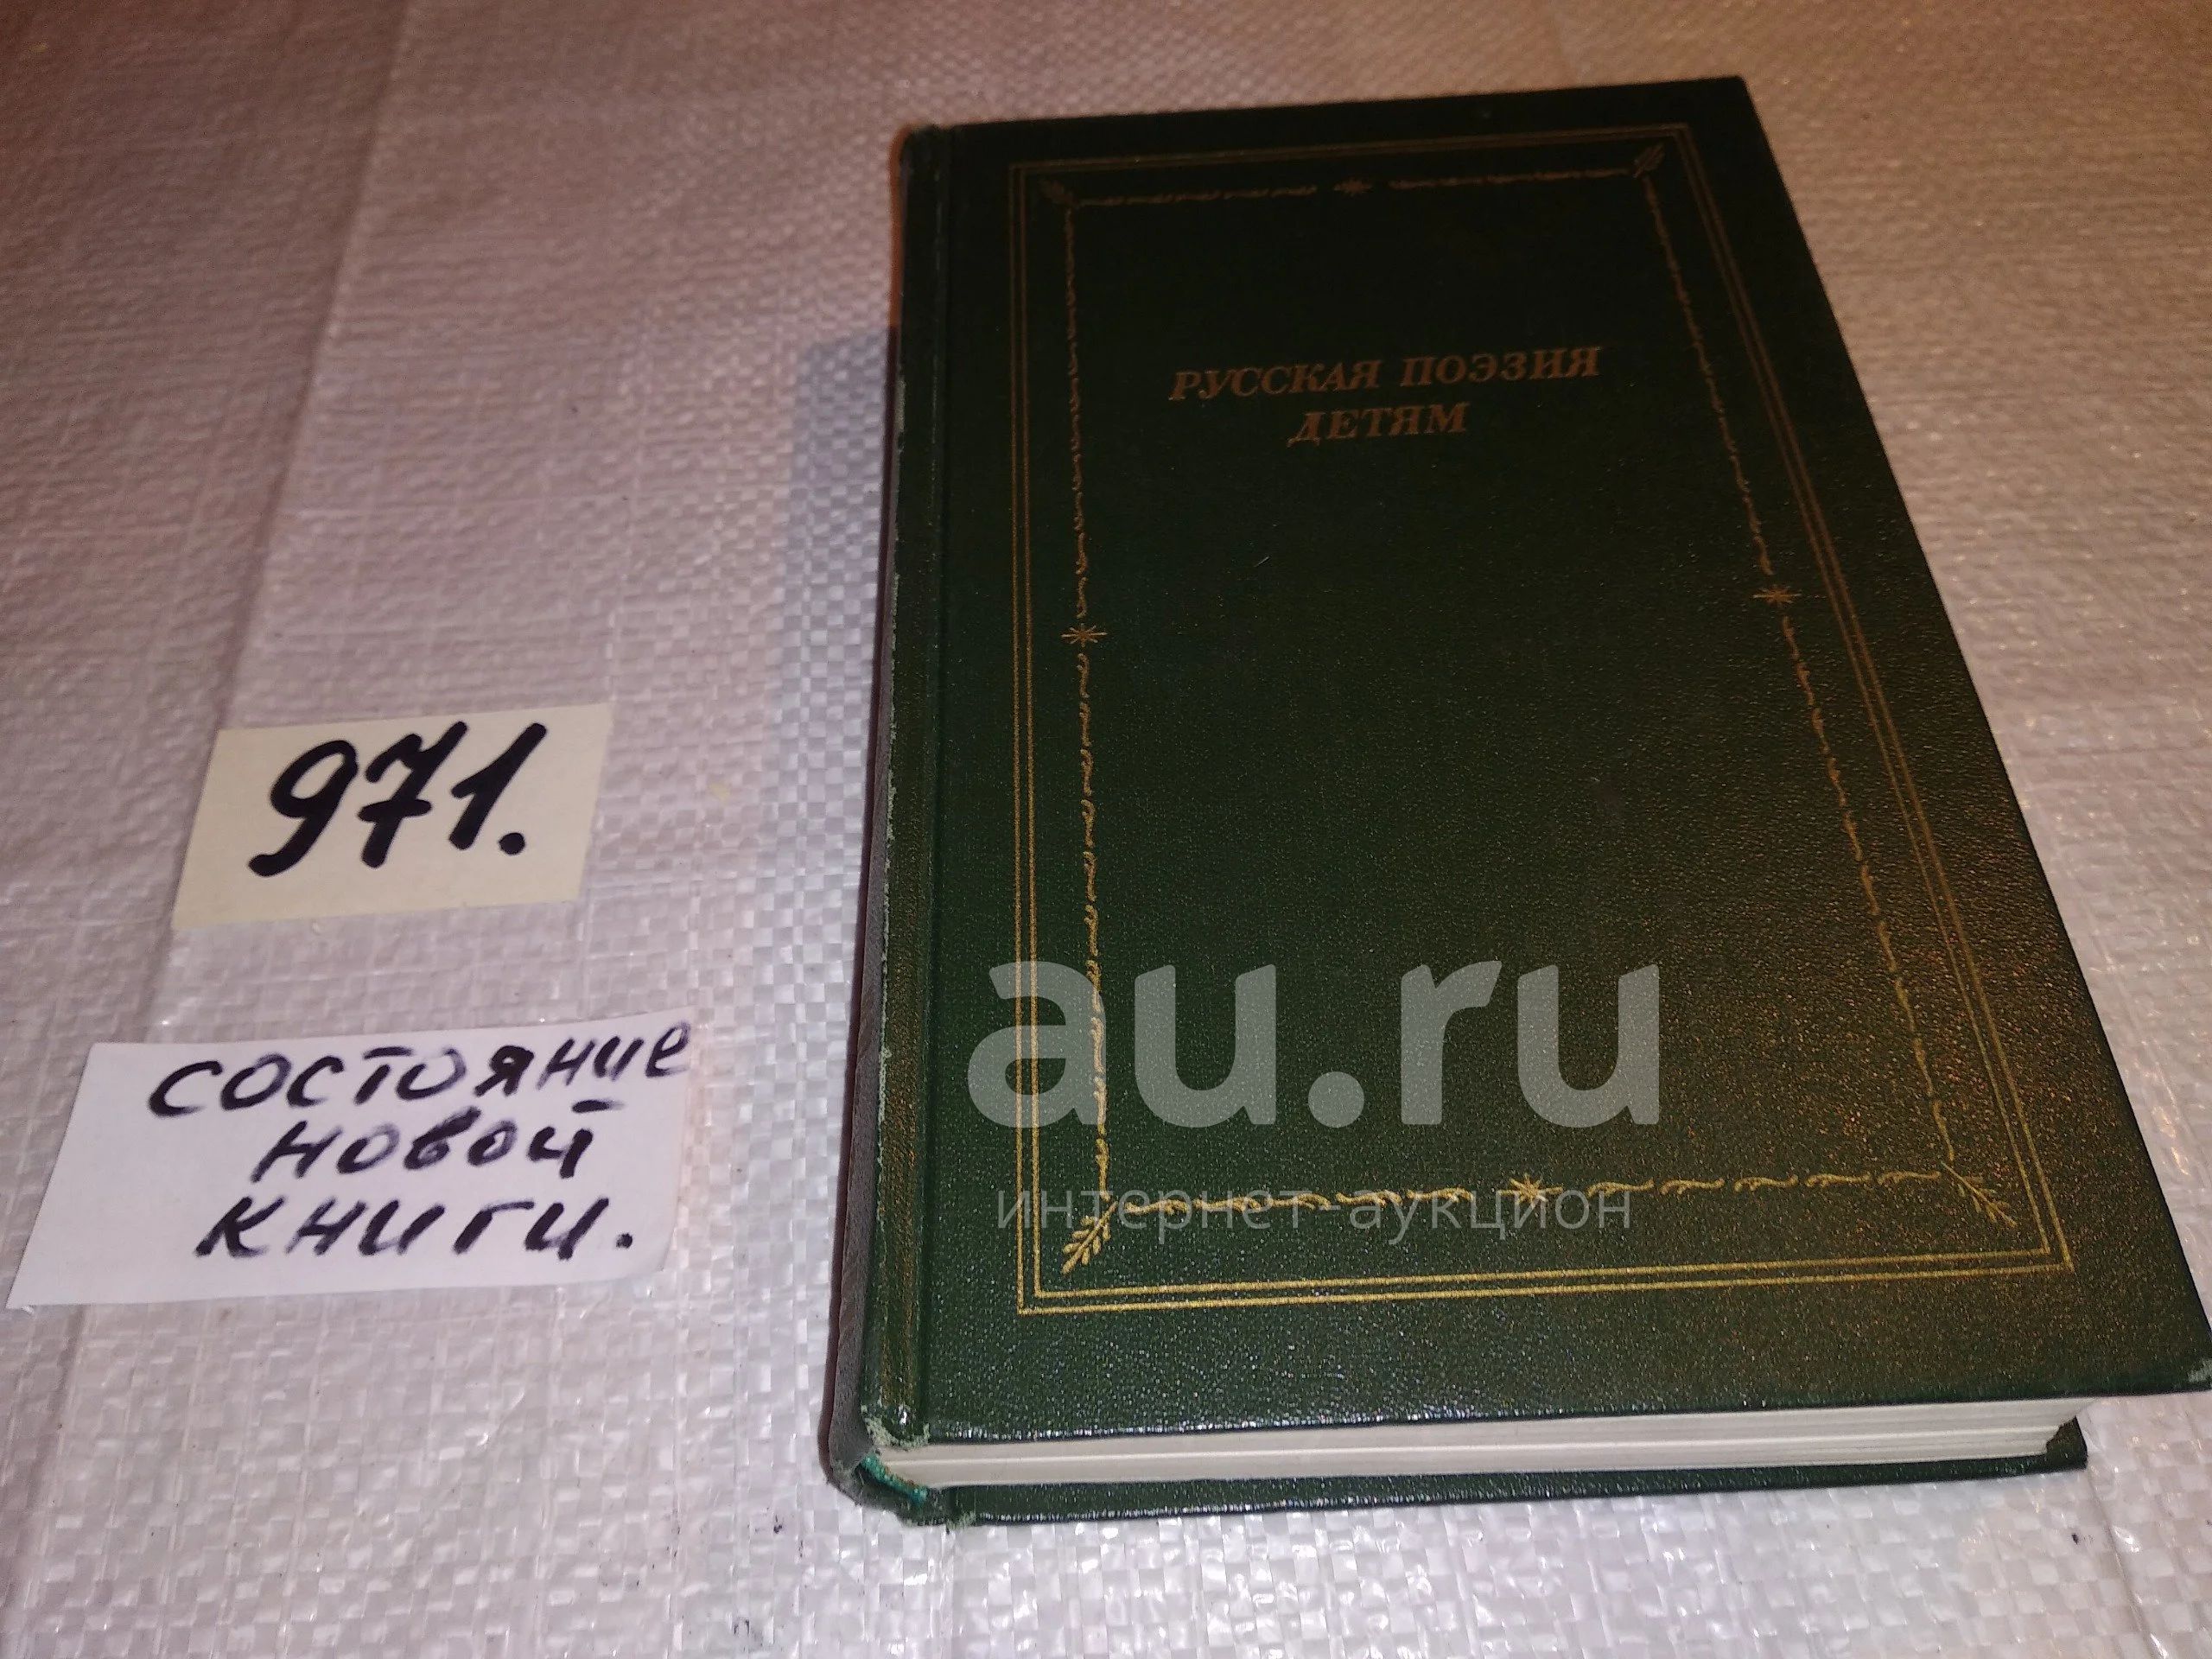 РУССКАЯ ПОЭЗИЯ
ДЕТЯМ
971.
состояние
новой
книги.
au.ru
интернет-аукцион